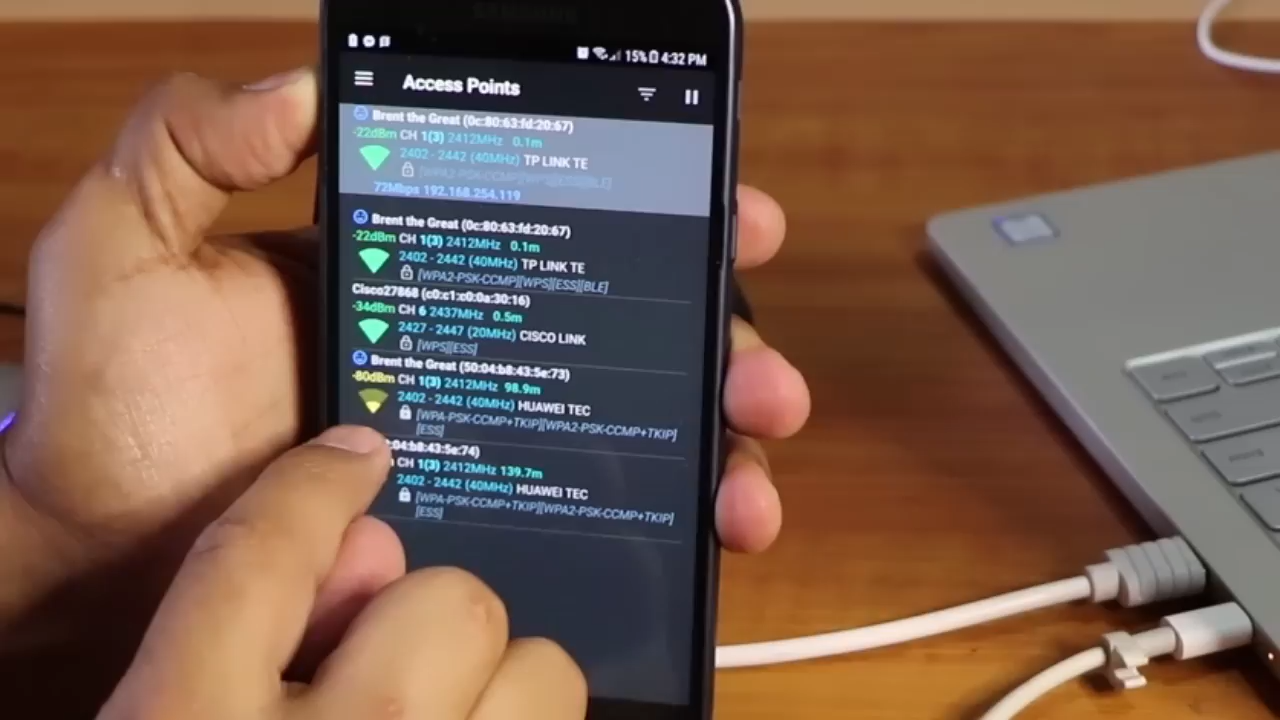 SAMSUNG
15% 4:32 PM
Access Points
Brent the Great (0c:80:63:fd:20:67)
-22dBm CH 1(3) 2412MHz 0.1m
2402 - 2442 (40MHz) TP LINK TE
[WPA2-PSK-CCMP][WPS][ESS][BLE]
72Mbps 192.168.254.119
Brent the Great (0c:80:63:fd:20:67)
-22dBm CH 1(3) 2412MHz 0.1m
2402 - 2442 (40MHz) TP LINK TE
[WPA2-PSK-CCMP][WPS][ESS][BLE]
Cisco27868 (c0:c1:c0:0a:30:16)
-34dBm CH 6 2437MHz 0.5m
2427 - 2447 (20MHz) CISCO LINK
[WPS][ESS]
Brent the Great (50:04:b8:43:5e:73)
-80dBm CH 1(3) 2412MHz 98.9m
2402 - 2442 (40MHz) HUAWEI TEC
[WPA-PSK-CCMP+TKIP][WPA2-PSK-CCMP+TKIP]
[ESS]
:04:b8:43:5e:74)
CH 1(3) 2412MHz 139.7m
2402 - 2442 (40MHz) HUAWEI TEC
[WPA-PSK-CCMP+TKIP][WPA2-PSK-CCMP+TKIP]
[ESS]